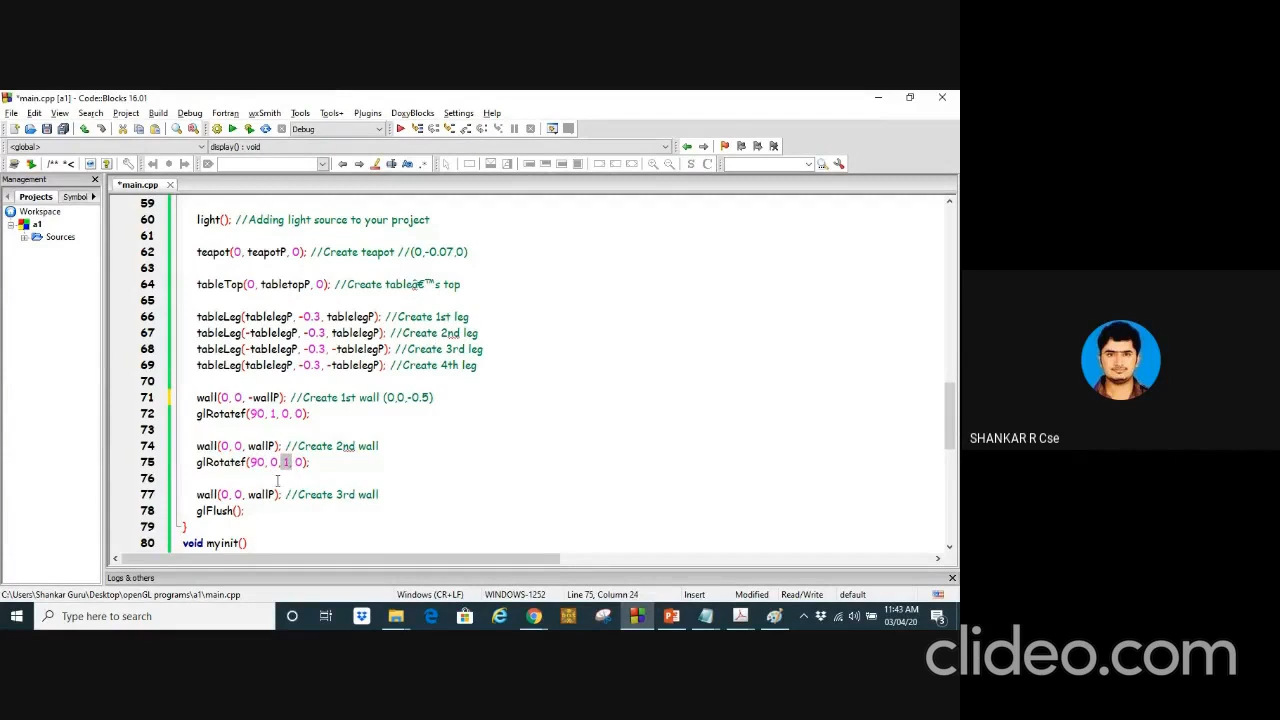 *main.cpp [a1] - Code::Blocks 16.01
File Edit View Search Project Build Debug Fortran wxSmith Tools Tools+ Plugins DoxyBlocks Settings Help
Debug
<global> display() : void
/** *<
Management
*main.cpp
Projects Symbol
Workspace
a1
Sources
59
60 light(); //Adding light source to your project
61
62 teapot(0, teapotP, 0); //Create teapot //(0,-0.07,0)
63
64 tableTop(0, tabletopP, 0); //Create tableâ€™s top
65
66 tableLeg(tablelegP, -0.3, tablelegP); //Create 1st leg
67 tableLeg(-tablelegP, -0.3, tablelegP); //Create 2nd leg
68 tableLeg(-tablelegP, -0.3, -tablelegP); //Create 3rd leg
69 tableLeg(tablelegP, -0.3, -tablelegP); //Create 4th leg
70
71 wall(0, 0, -wallP); //Create 1st wall (0,0,-0.5)
72 glRotatef(90, 1, 0, 0);
73
74 wall(0, 0, wallP); //Create 2nd wall
75 glRotatef(90, 0, 1, 0);
76
77 wall(0, 0, wallP); //Create 3rd wall
78 glFlush();
79 }
80 void myinit()
Logs & others
C:\Users\Shankar Guru\Desktop\openGL programs\a1\main.cpp Windows (CR+LF) WINDOWS-1252 Line 75, Column 24 Insert Modified Read/Write default
Type here to search
11:43 AM
03/04/20
3
SHANKAR R Cse
clideo.com